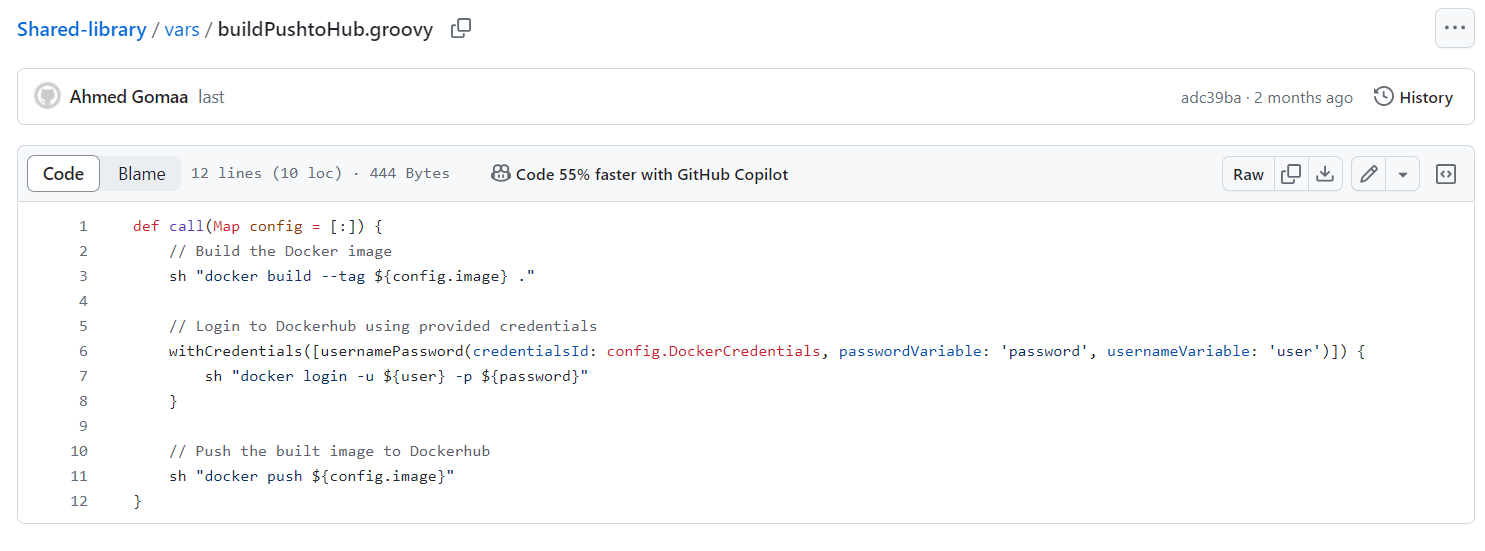 Shared-library / vars / buildPushtoHub.groovy
Ahmed Gomaa last
adc39ba · 2 months ago History
Code Blame 12 lines (10 loc) · 444 Bytes Code 55% faster with GitHub Copilot Raw
1 def call(Map config = [:]) {
2     // Build the Docker image
3     sh "docker build --tag ${config.image} ."
4
5     // Login to Dockerhub using provided credentials
6     withCredentials([usernamePassword(credentialsId: config.DockerCredentials, passwordVariable: 'password', usernameVariable: 'user')]) {
7         sh "docker login -u ${user} -p ${password}"
8     }
9
10     // Push the built image to Dockerhub
11     sh "docker push ${config.image}"
12 }